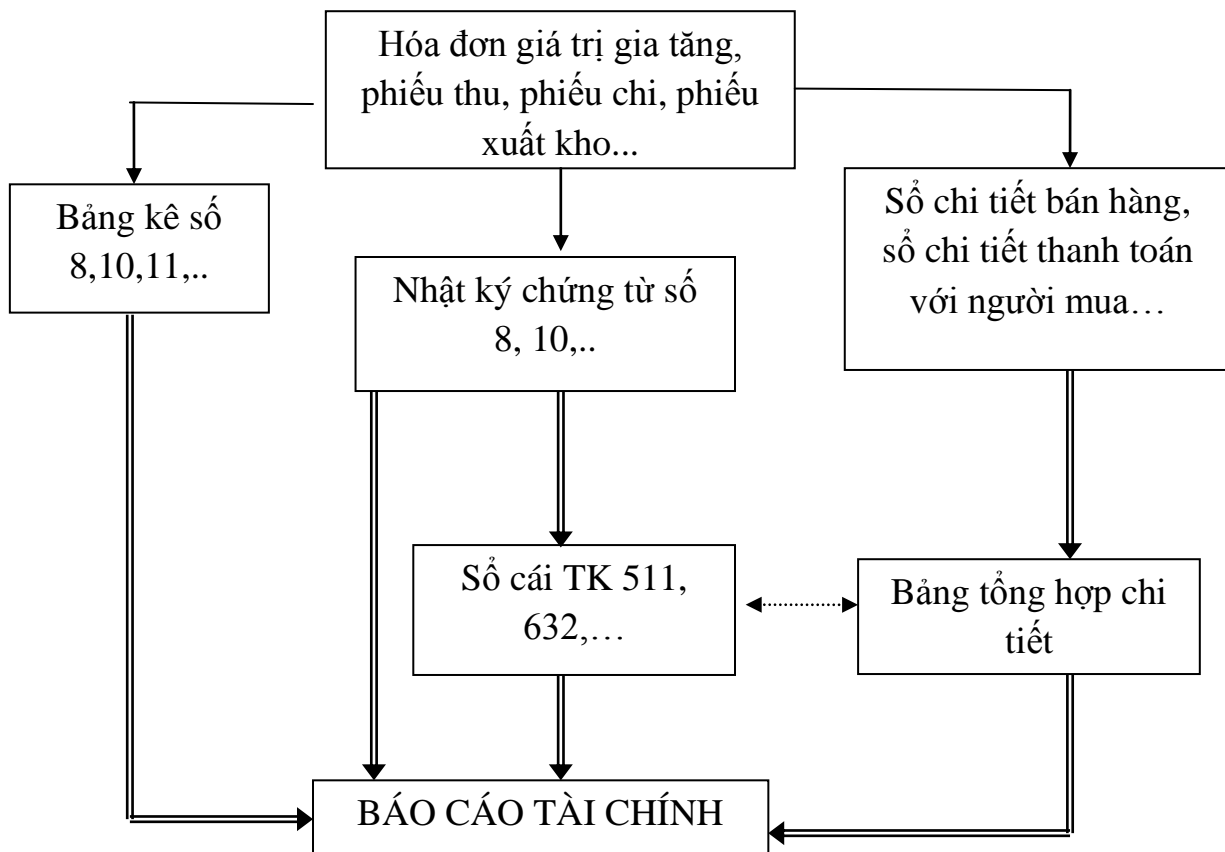 Hóa đơn giá trị gia tăng,
phiếu thu, phiếu chi, phiếu
xuất kho...
Bảng kê số
8,10,11,..
Nhật ký chứng từ số
8, 10,..
Sổ chi tiết bán hàng,
sổ chi tiết thanh toán
với người mua…
Sổ cái TK 511,
632,…
Bảng tổng hợp chi
tiết
BÁO CÁO TÀI CHÍNH